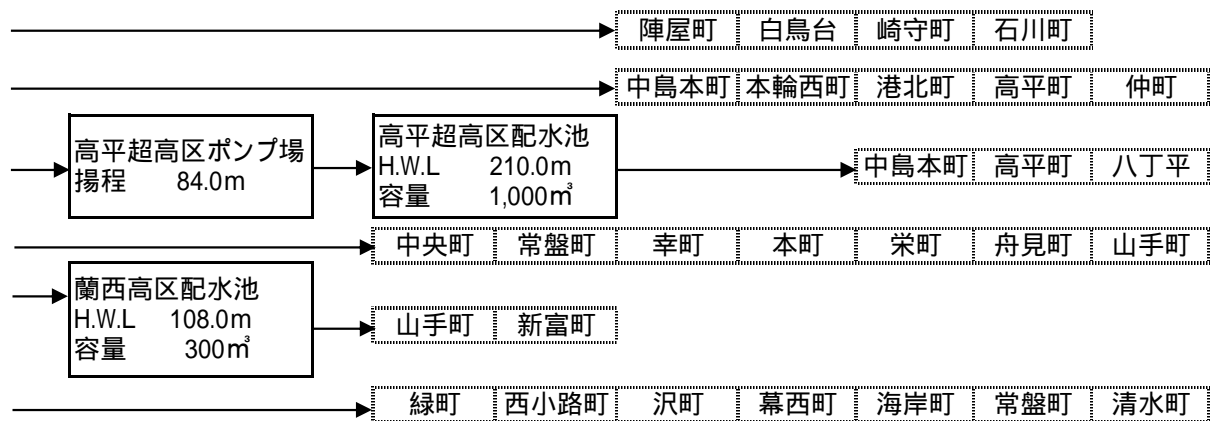 陣屋町 白鳥台 崎守町 石川町
中島本町 本輪西町 港北町 高平町 仲町
高平超高区ポンプ場
揚程 84.0m
高平超高区配水池
H.W.L 210.0m
容量 1,000㎥
中島本町 高平町 八丁平
中央町 常盤町 幸町 本町 栄町 舟見町 山手町
蘭西高区配水池
H.W.L 108.0m
容量 300㎥
山手町 新富町
緑町 西小路町 沢町 幕西町 海岸町 常盤町 清水町